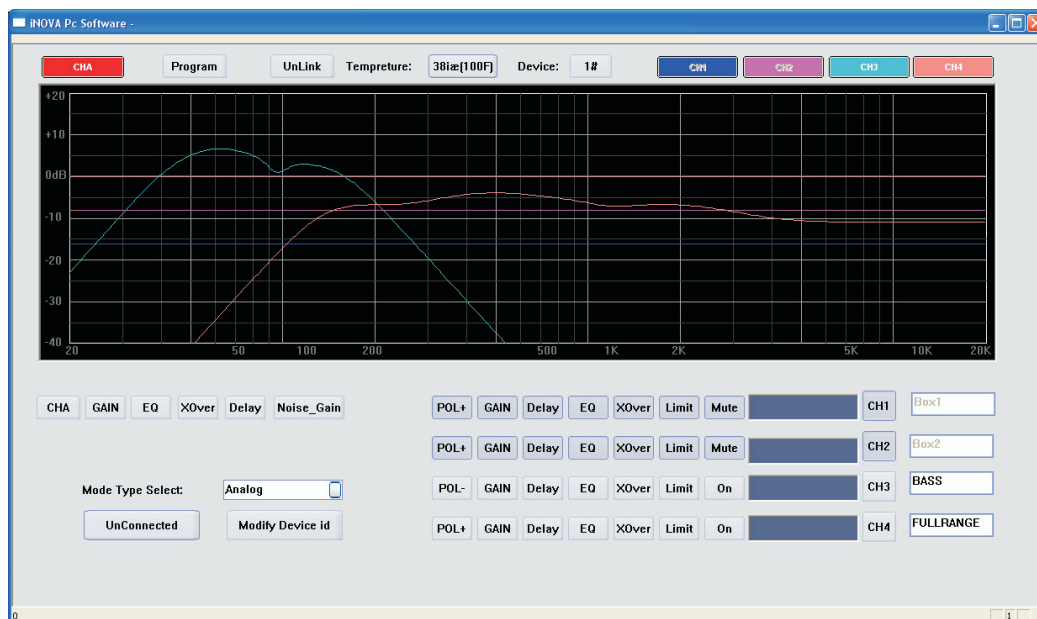 iNOVA Pc Software -
CHA Program UnLink Tempreture: 38iæ(100F) Device: 1# CH1 CH2 CH3 CH4
+20
+10
0dB
-10
-20
-30
-40
20 50 100 200 500 1K 2K 5K 10K 20K
CHA GAIN EQ XOver Delay Noise_Gain
POL+ GAIN Delay EQ XOver Limit Mute CH1 Box1
POL+ GAIN Delay EQ XOver Limit Mute CH2 Box2
Mode Type Select: Analog
POL- GAIN Delay EQ XOver Limit On CH3 BASS
UnConnected Modify Device id
POL+ GAIN Delay EQ XOver Limit On CH4 FULLRANGE
0 1